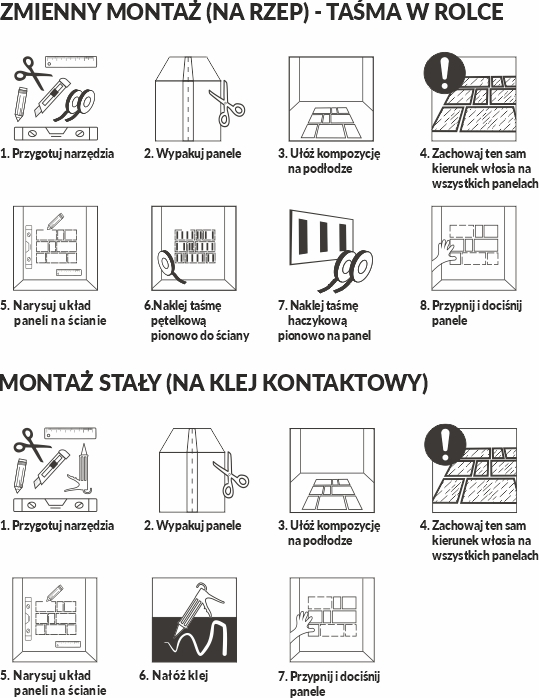 ZMIENNY MONTAŻ (NA RZEP) - TAŚMA W ROLCE
1. Przygotuj narzędzia
2. Wypakuj panele
3. Ułóż kompozycję
na podłodze
4. Zachowaj ten sam
kierunek włosia na
wszystkich panelach
5. Narysuj układ
paneli na ścianie
6.Naklej taśmę
pętelkową
pionowo do ściany
7. Naklej taśmę
haczykową
pionowo na panel
8. Przypnij i dociśnij
panele
MONTAŻ STAŁY (NA KLEJ KONTAKTOWY)
1. Przygotuj narzędzia
2. Wypakuj panele
3. Ułóż kompozycję
na podłodze
4. Zachowaj ten sam
kierunek włosia na
wszystkich panelach
5. Narysuj układ
paneli na ścianie
6. Nałóż klej
7. Przypnij i dociśnij
panele